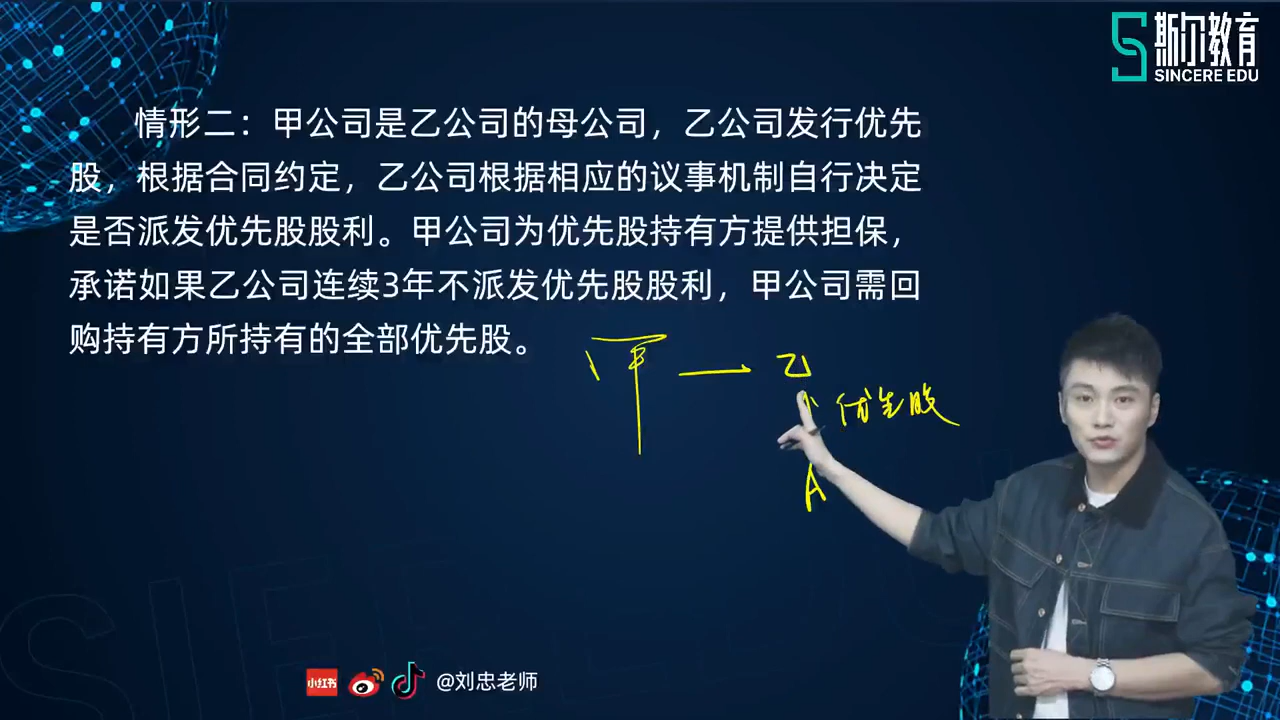 斯尔教育
SINCERE EDU
情形二：甲公司是乙公司的母公司，乙公司发行优先
股，根据合同约定，乙公司根据相应的议事机制自行决定
是否派发优先股股利。甲公司为优先股持有方提供担保，
承诺如果乙公司连续3年不派发优先股股利，甲公司需回
购持有方所持有的全部优先股。
甲 乙
优先股
A
小红书 @刘忠老师